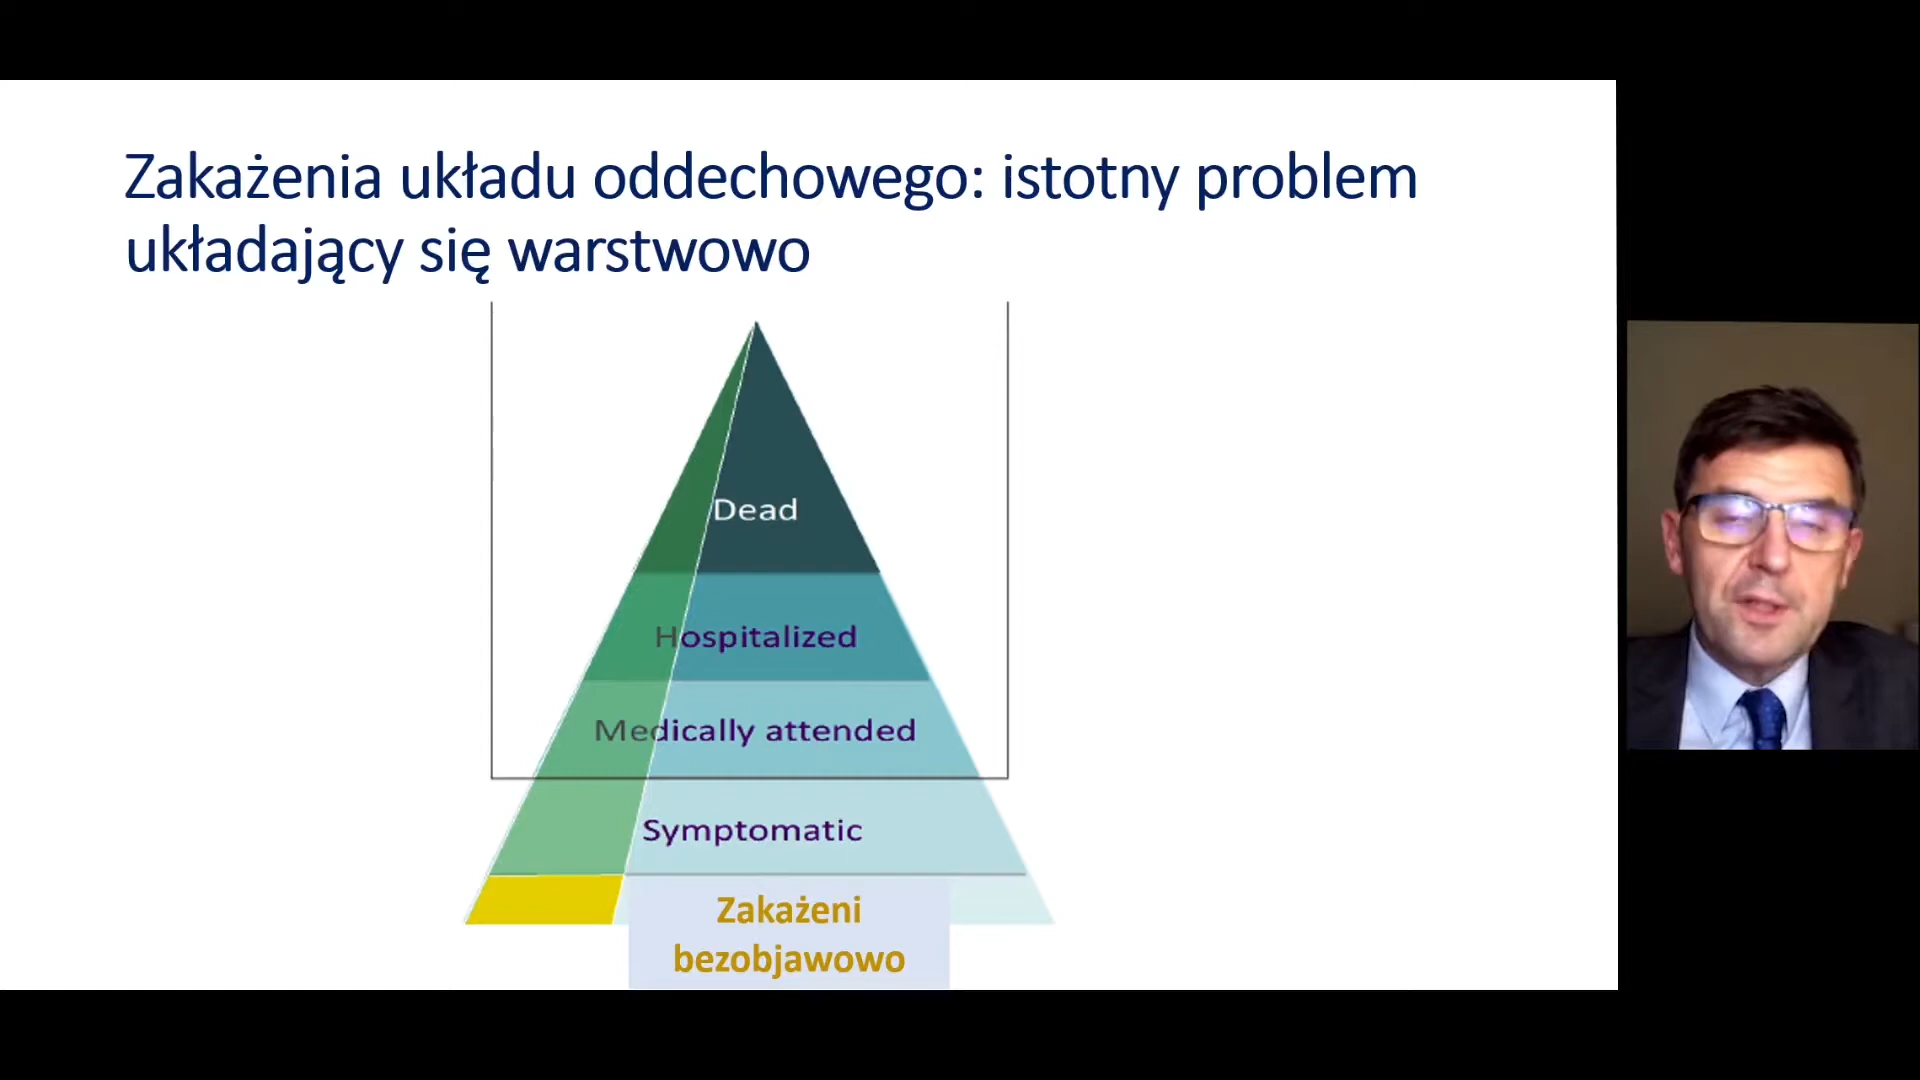 Zakażenia układu oddechowego: istotny problem
układający się warstwowo
Dead
Hospitalized
Medically attended
Symptomatic
Zakażeni
bezobjawowo